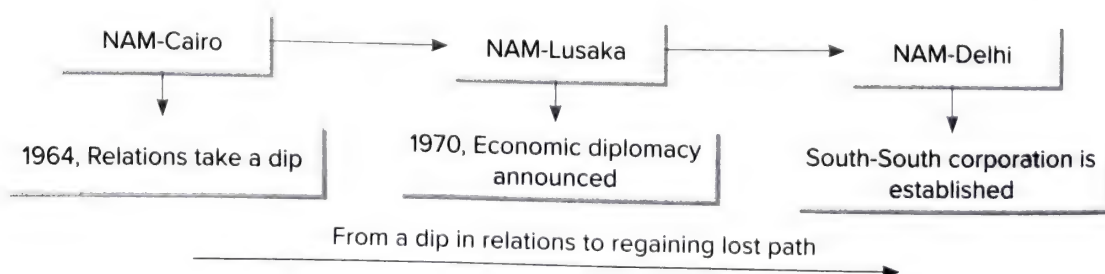 NAM-Cairo
NAM-Lusaka
NAM-Delhi
1964, Relations take a dip
1970, Economic diplomacy
announced
South-South corporation is
established
From a dip in relations to regaining lost path